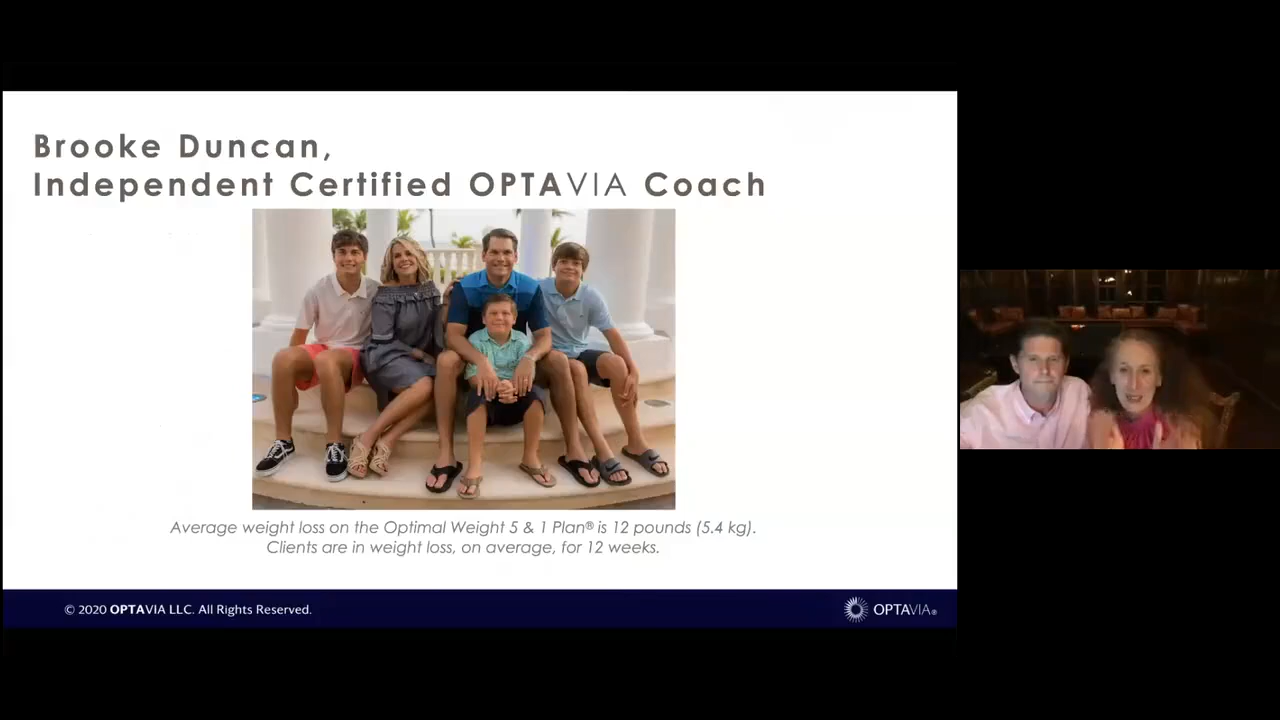 Brooke Duncan,
Independent Certified OPTAVIA Coach
Average weight loss on the Optimal Weight 5 & 1 Plan® is 12 pounds (5.4 kg).
Clients are in weight loss, on average, for 12 weeks.
© 2020 OPTAVIA LLC. All Rights Reserved.
OPTAVIA®